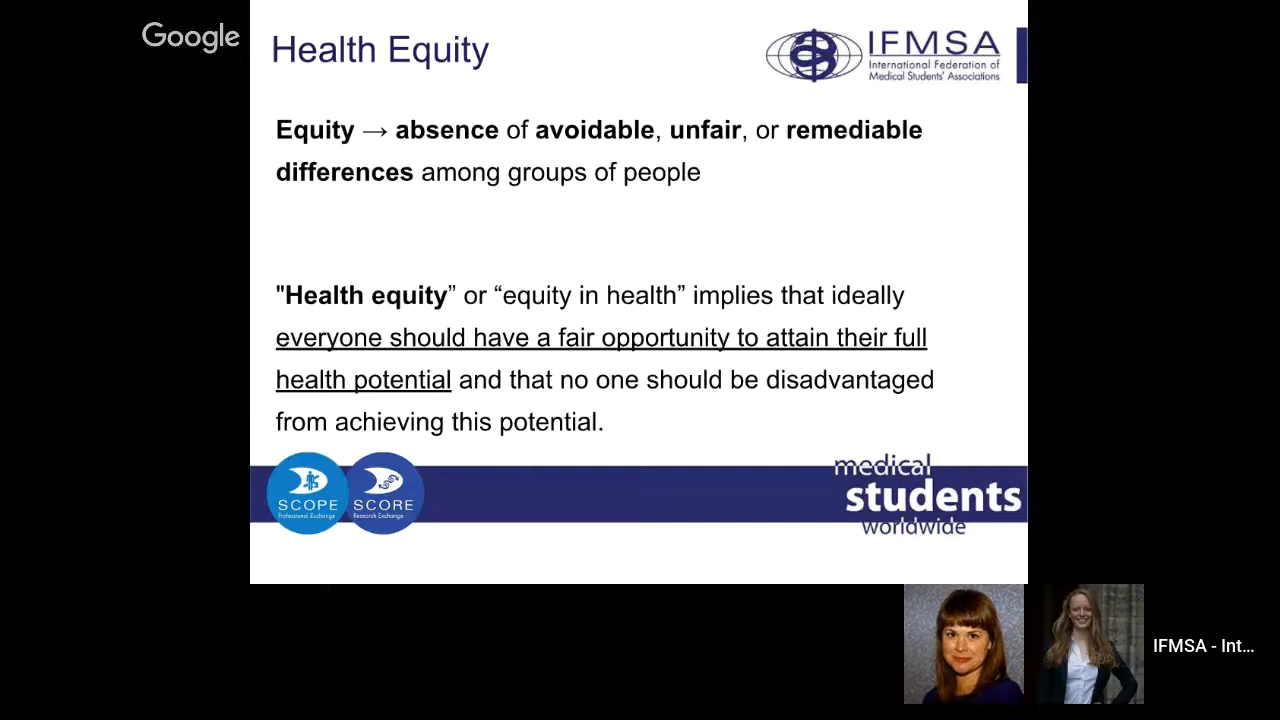 Google
Health Equity
IFMSA
International Federation of
Medical Students' Associations
Equity → absence of avoidable, unfair, or remediable
differences among groups of people
"Health equity” or “equity in health” implies that ideally
everyone should have a fair opportunity to attain their full
health potential and that no one should be disadvantaged
from achieving this potential.
SCOPE
Professional Exchange
SCORE
Research Exchange
medical
students
worldwide
IFMSA - Int...